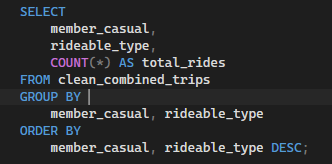 SELECT
    member_casual,
    rideable_type,
    COUNT(*) AS total_rides
FROM clean_combined_trips
GROUP BY
    member_casual, rideable_type
ORDER BY
    member_casual, rideable_type DESC;